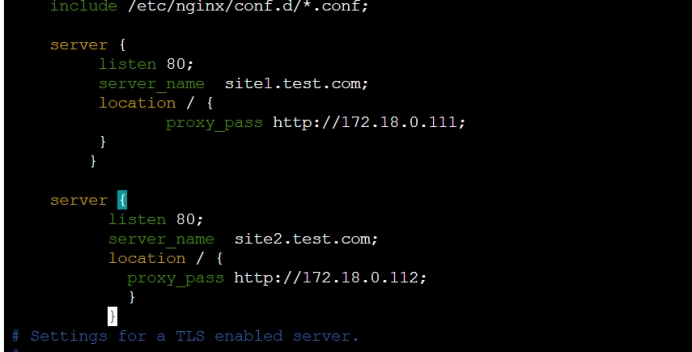 include /etc/nginx/conf.d/*.conf;
server {
listen 80;
server_name site1.test.com;
location / {
proxy_pass http://172.18.0.111;
}
}
server {
listen 80;
server_name site2.test.com;
location / {
proxy_pass http://172.18.0.112;
}
}
# Settings for a TLS enabled server.
#